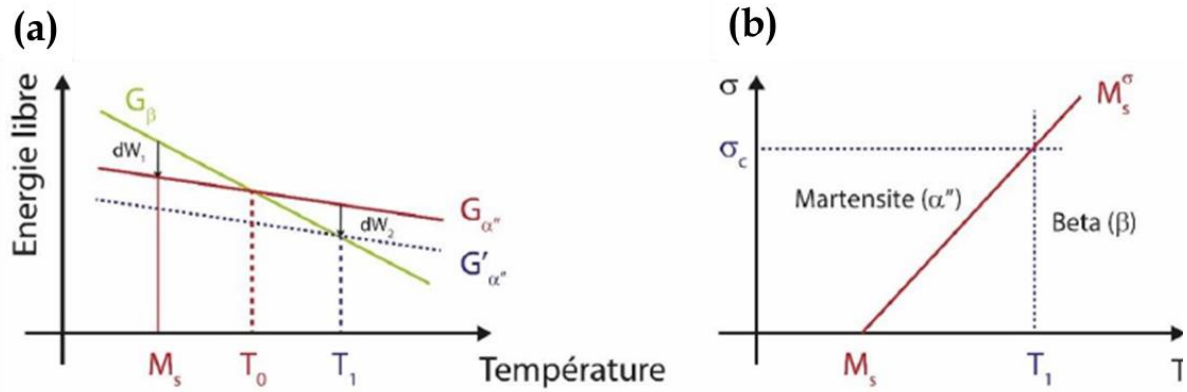 (a)
Energie libre
Gβ
dW₁
Gα″
dW₂
G′α″
Mₛ T₀ T₁
Température
(b)
σ
Mₛσ
σc
Martensite (α″)
Beta (β)
Mₛ T₁ T